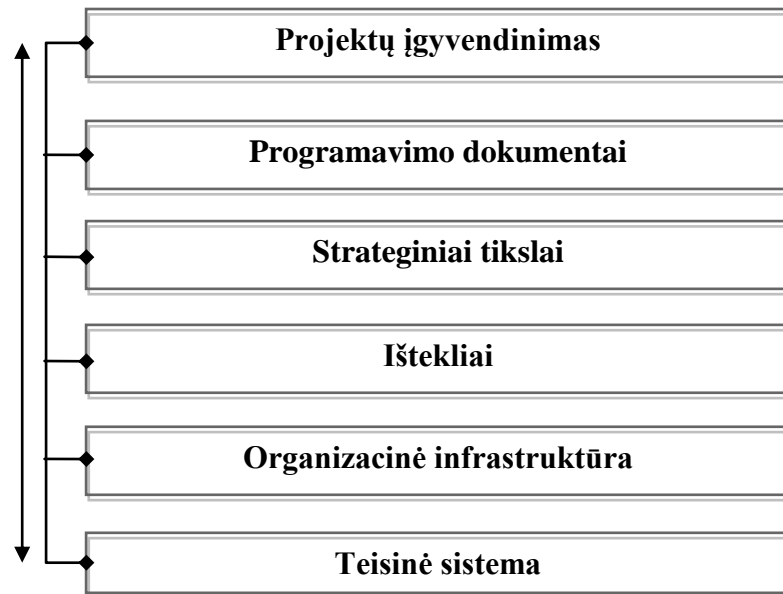 Projektų įgyvendinimas
Programavimo dokumentai
Strateginiai tikslai
Ištekliai
Organizacinė infrastruktūra
Teisinė sistema